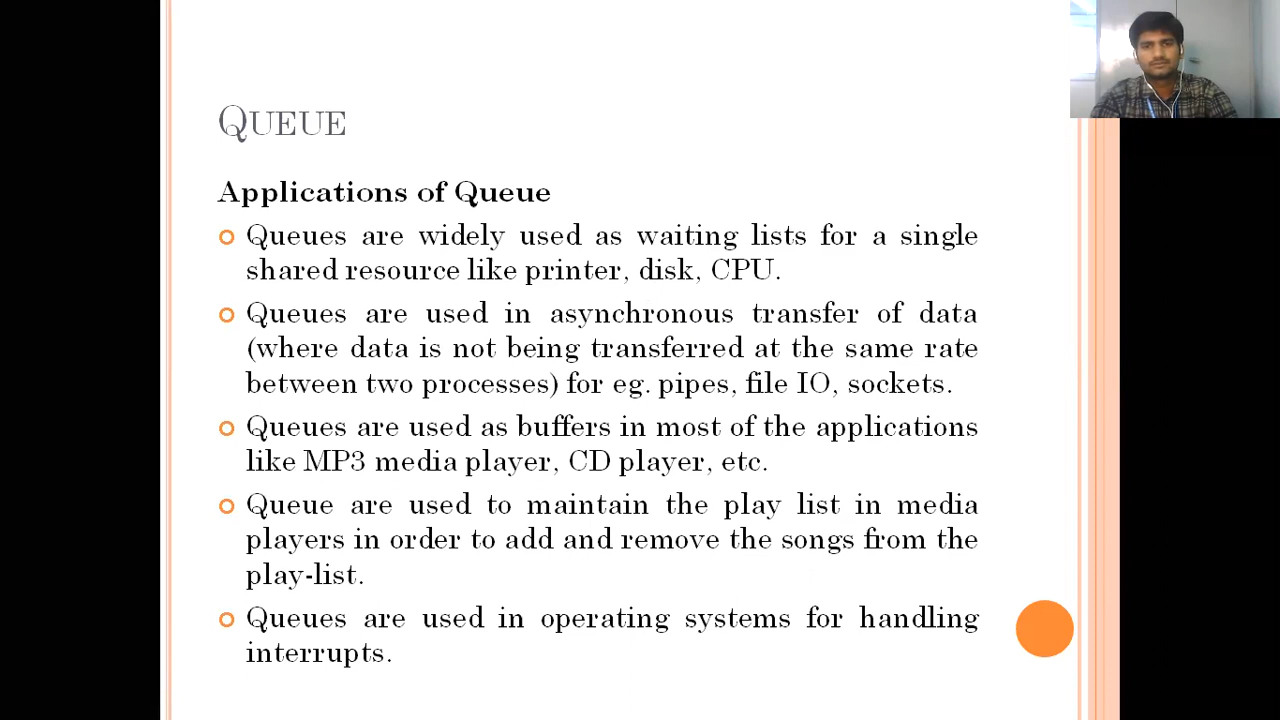 QUEUE
Applications of Queue
Queues are widely used as waiting lists for a single
shared resource like printer, disk, CPU.
Queues are used in asynchronous transfer of data
(where data is not being transferred at the same rate
between two processes) for eg. pipes, file IO, sockets.
Queues are used as buffers in most of the applications
like MP3 media player, CD player, etc.
Queue are used to maintain the play list in media
players in order to add and remove the songs from the
play-list.
Queues are used in operating systems for handling
interrupts.